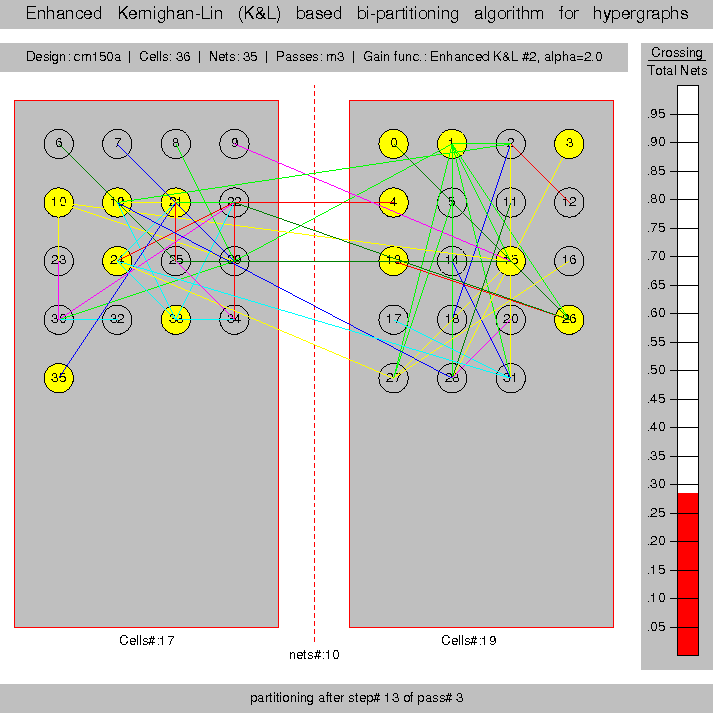 Enhanced Kernighan-Lin (K&L) based bi-partitioning algorithm for hypergraphs
Design: cm150a | Cells: 36 | Nets: 35 | Passes: m3 | Gain func.: Enhanced K&L #2, alpha=2.0
Crossing
Total Nets
6 7 8 9 0 1 2 3
19 10 21 22 4 5 11 12
23 24 25 29 13 14 15 16
30 32 33 34 17 18 20 26
35 27 28 31
.95
.90
.85
.80
.75
.70
.65
.60
.55
.50
.45
.40
.35
.30
.25
.20
.15
.10
.05
Cells#:17
Cells#:19
nets#:10
partitioning after step# 13 of pass# 3